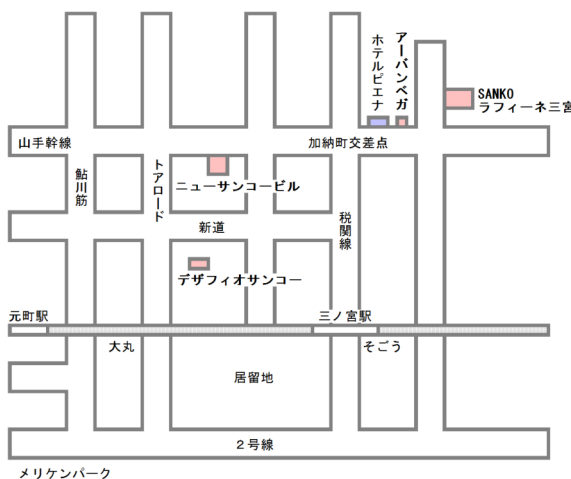 ホテルピエナ
アーバンベガ
SANKO
ラフィーネ三宮
山手幹線
加納町交差点
鮎川筋
トアロード
ニューサンコービル
新道
税関線
デザフィオサンコー
元町駅
三ノ宮駅
大丸
そごう
居留地
２号線
メリケンパーク